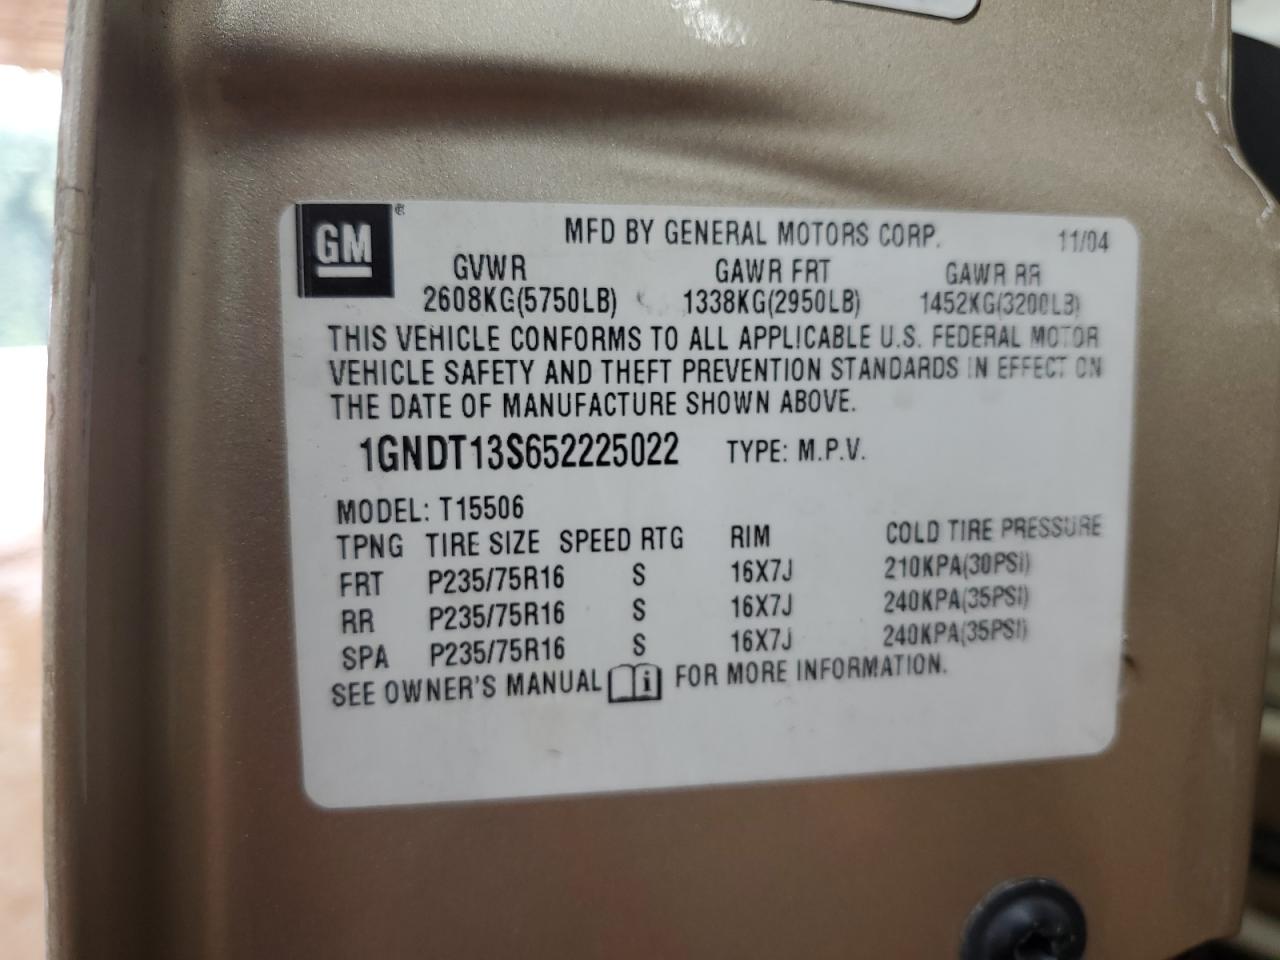 GM ®
MFD BY GENERAL MOTORS CORP. 11/04
GVWR GAWR FRT GAWR RR
2608KG(5750LB) 1338KG(2950LB) 1452KG(3200LB)
THIS VEHICLE CONFORMS TO ALL APPLICABLE U.S. FEDERAL MOTOR
VEHICLE SAFETY AND THEFT PREVENTION STANDARDS IN EFFECT ON
THE DATE OF MANUFACTURE SHOWN ABOVE.
1GNDT13S652225022 TYPE: M.P.V.
MODEL: T15506
TPNG TIRE SIZE SPEED RTG RIM COLD TIRE PRESSURE
FRT P235/75R16 S 16X7J 210KPA(30PSI)
RR P235/75R16 S 16X7J 240KPA(35PSI)
SPA P235/75R16 S 16X7J 240KPA(35PSI)
SEE OWNER'S MANUAL i FOR MORE INFORMATION.